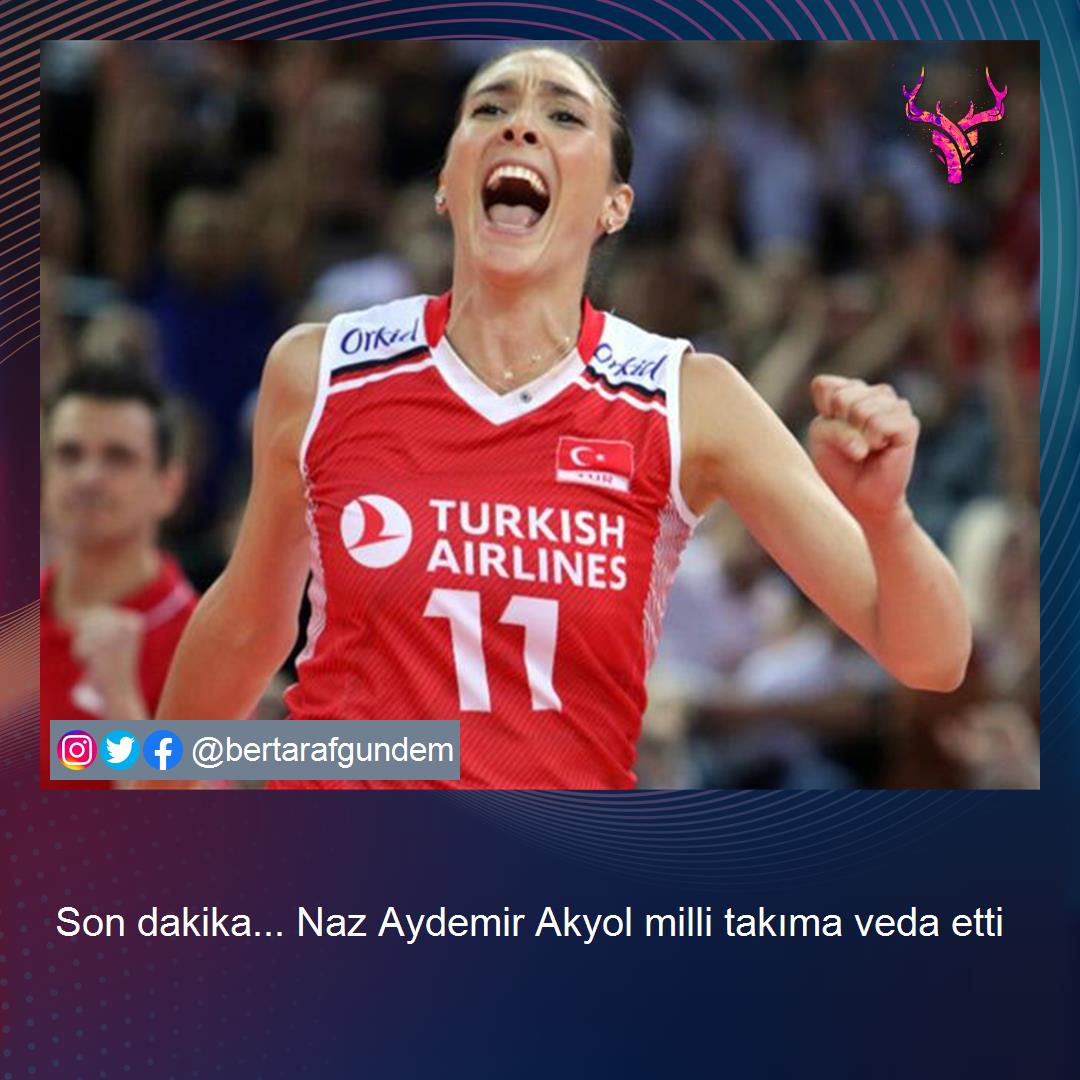 Orkid Orkid
TUR
TURKISH
AIRLINES
11
@bertarafgundem
Son dakika... Naz Aydemir Akyol milli takıma veda etti